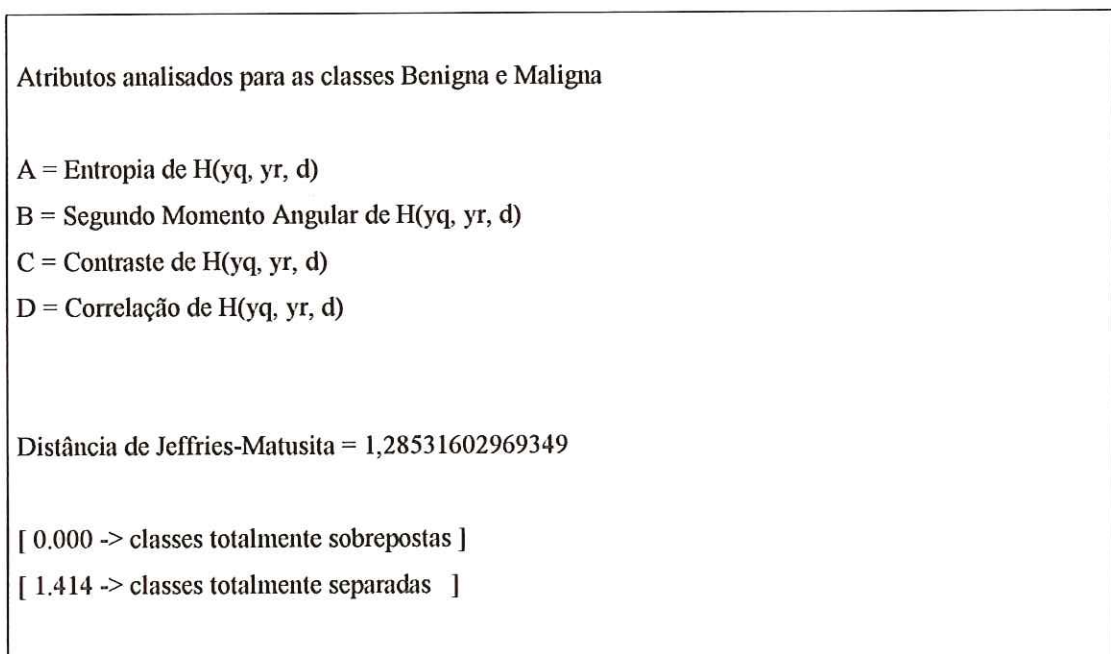 Atributos analisados para as classes Benigna e Maligna
A = Entropia de H(yq, yr, d)
B = Segundo Momento Angular de H(yq, yr, d)
C = Contraste de H(yq, yr, d)
D = Correlação de H(yq, yr, d)
Distância de Jeffries-Matusita = 1,28531602969349
[ 0.000 -> classes totalmente sobrepostas ]
[ 1.414 -> classes totalmente separadas ]